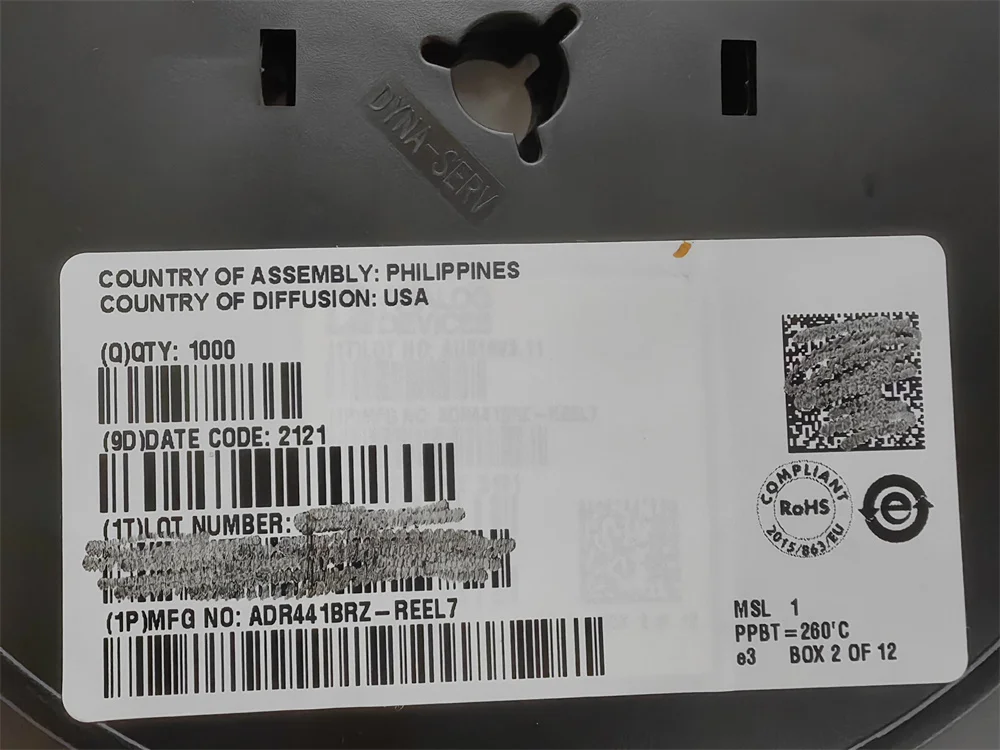 DYNA-SERV
COUNTRY OF ASSEMBLY: PHILIPPINES
COUNTRY OF DIFFUSION: USA
(Q)QTY: 1000
(9D)DATE CODE: 2121
(1T)LOT NUMBER:
(1P)MFG NO: ADR441BRZ-REEL7
COMPLIANT
RoHS
2015/863/EU
e
MSL 1
PPBT=260'C
e3 BOX 2 OF 12